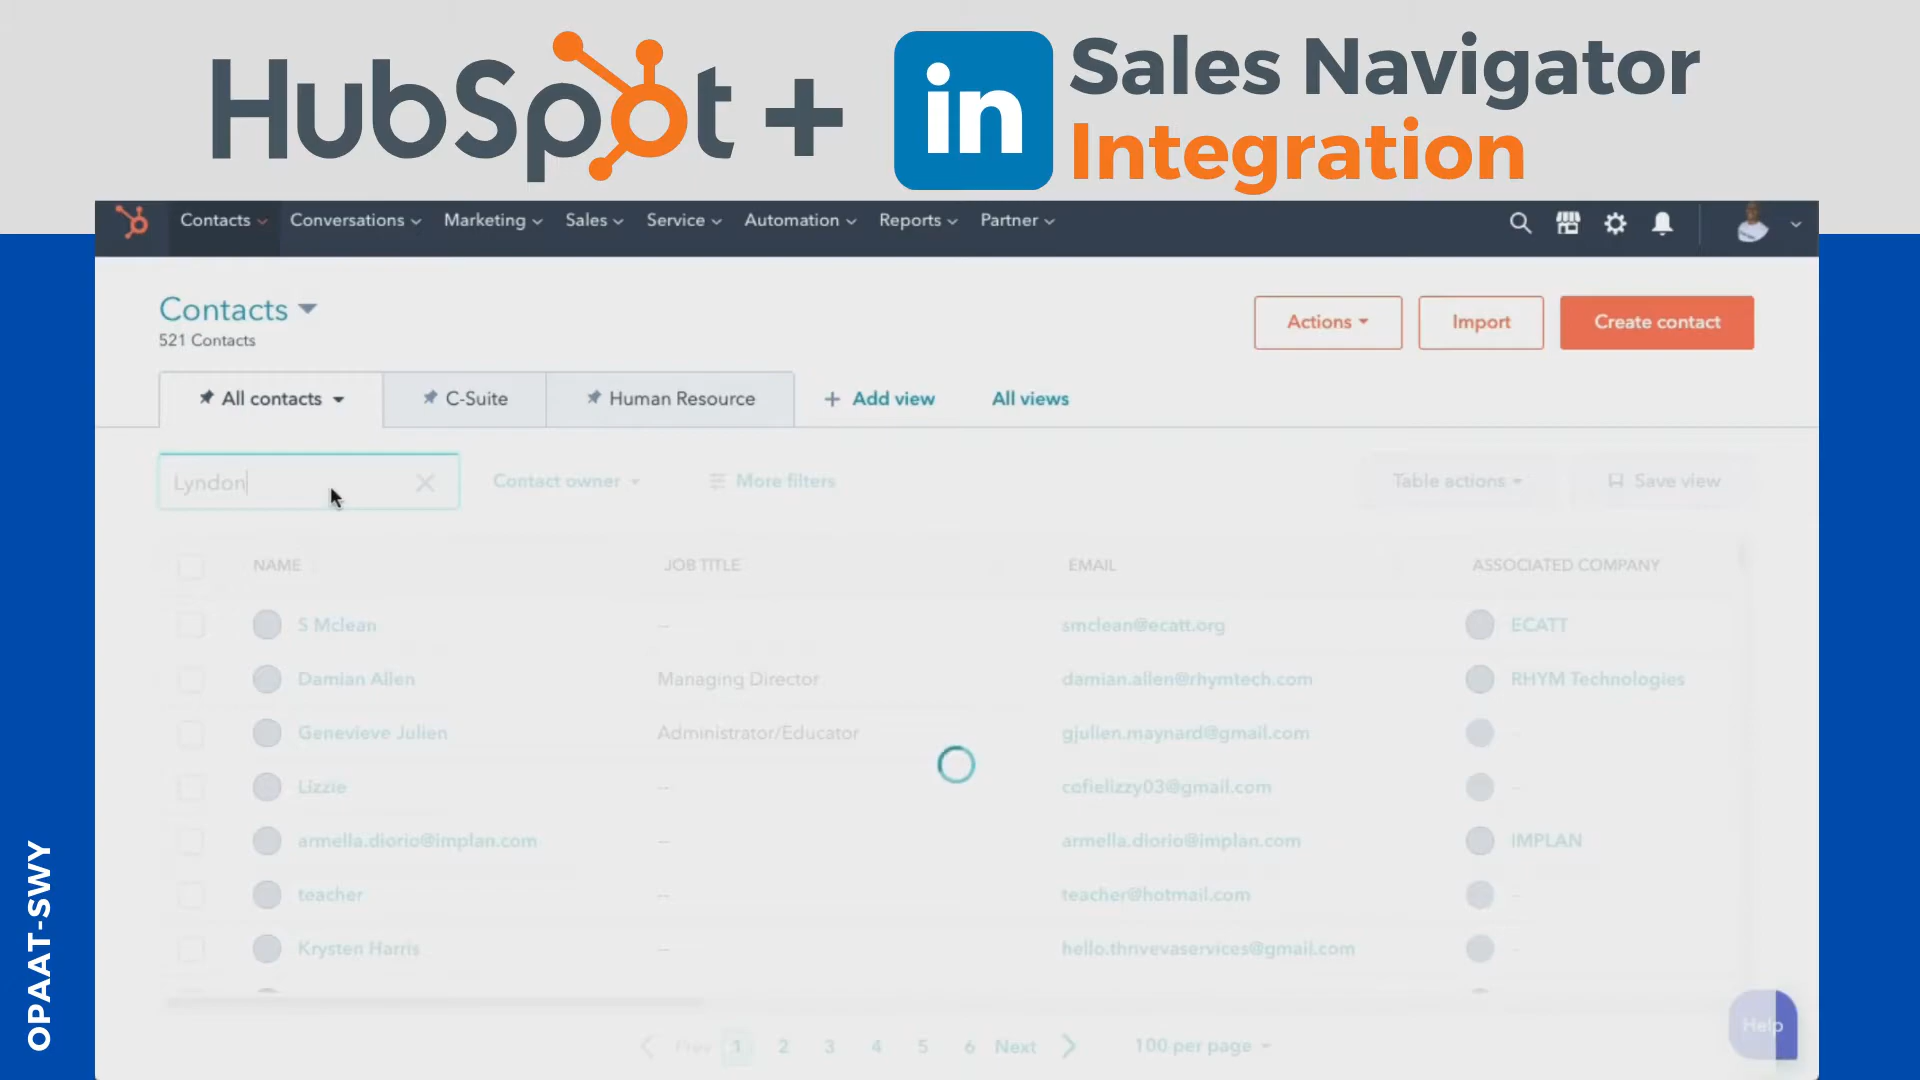 HubSpot + in Sales Navigator
Integration
Contacts Conversations Marketing Sales Service Automation Reports Partner
Contacts
521 Contacts
Actions Import Create contact
All contacts C-Suite Human Resource + Add view All views
Lyndon Contact owner More filters Table actions Save view
NAME JOB TITLE EMAIL ASSOCIATED COMPANY
S Mclean -- smclean@ecatt.org ECATT
Damian Allen Managing Director damian.allen@rhymtech.com RHYM Technologies
Genevieve Julien Administrator/Educator gjullen.maynard@gmail.com --
Lizzie -- cofielizzy03@gmail.com --
armella.diorio@implan.com -- armella.diorio@implan.com IMPLAN
teacher -- teacher@hotmail.com --
Krysten Harris -- hello.thrivevaservices@gmail.com --
Prev 1 2 3 4 5 6 Next 100 per page
Help
OPAAT-SWY